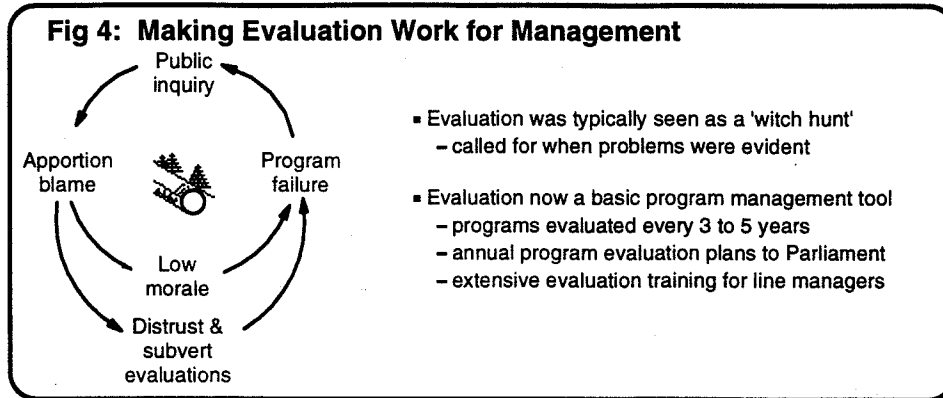 Fig 4: Making Evaluation Work for Management
Public
inquiry
Apportion
blame
Program
failure
Low
morale
Distrust &
subvert
evaluations
▪ Evaluation was typically seen as a 'witch hunt'
– called for when problems were evident
▪ Evaluation now a basic program management tool
– programs evaluated every 3 to 5 years
– annual program evaluation plans to Parliament
– extensive evaluation training for line managers